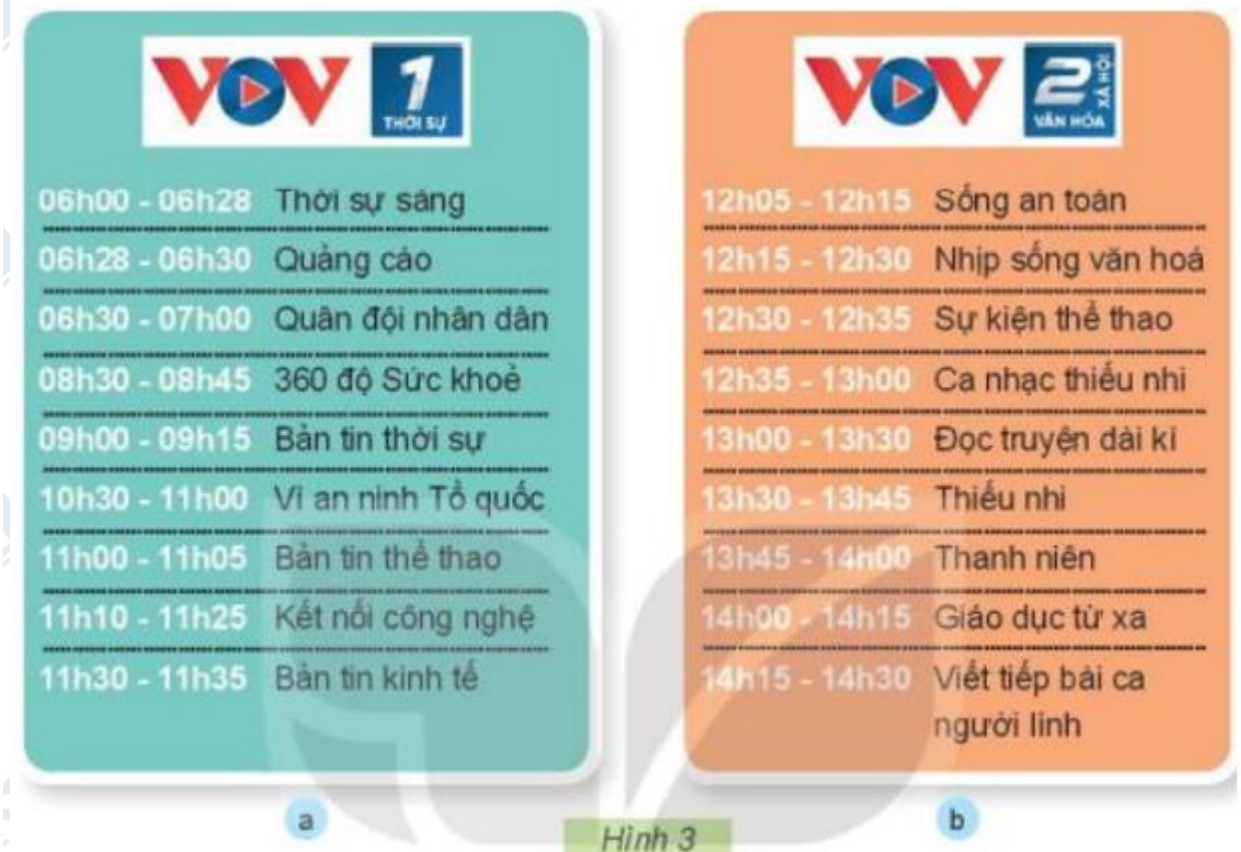 VOV 1
THỜI SỰ
06h00 - 06h28 Thời sự sáng
06h28 - 06h30 Quảng cáo
06h30 - 07h00 Quân đội nhân dân
08h30 - 08h45 360 độ Sức khoẻ
09h00 - 09h15 Bản tin thời sự
10h30 - 11h00 Vì an ninh Tổ quốc
11h00 - 11h05 Bản tin thể thao
11h10 - 11h25 Kết nối công nghệ
11h30 - 11h35 Bản tin kinh tế
a
VOV 2
VĂN HÓA
XÃ HỘI
12h05 - 12h15 Sống an toàn
12h15 - 12h30 Nhịp sống văn hoá
12h30 - 12h35 Sự kiện thể thao
12h35 - 13h00 Ca nhạc thiếu nhi
13h00 - 13h30 Đọc truyện dài kì
13h30 - 13h45 Thiếu nhi
13h45 - 14h00 Thanh niên
14h00 - 14h15 Giáo dục từ xa
14h15 - 14h30 Viết tiếp bài ca
người lính
b
Hình 3